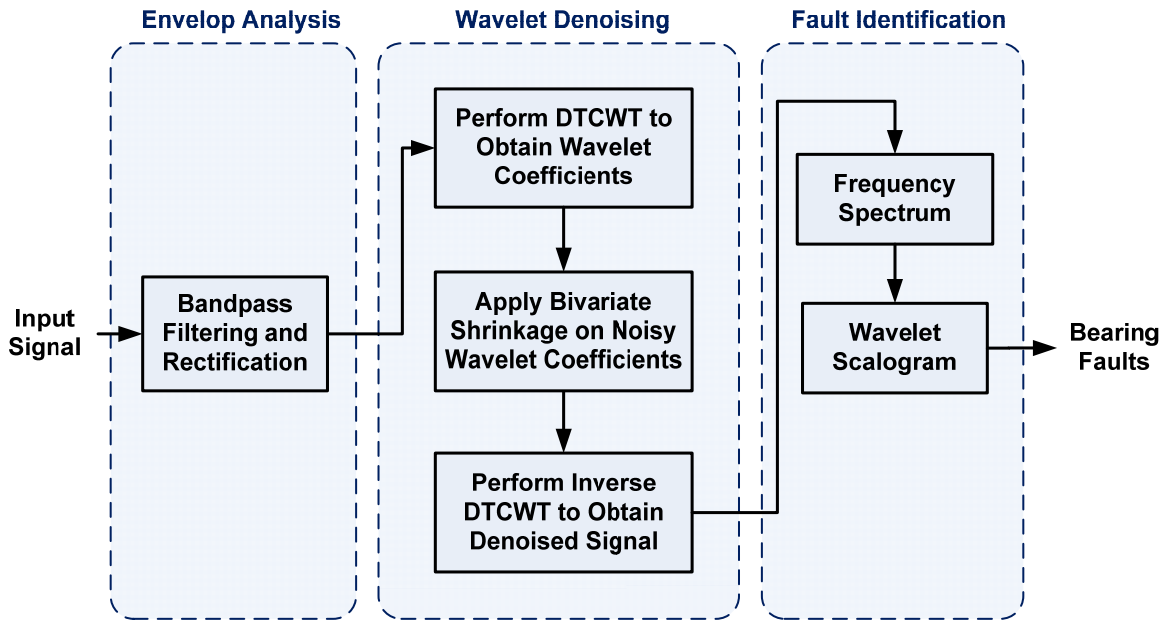 Envelop Analysis
Wavelet Denoising
Fault Identification
Input
Signal
Bandpass
Filtering and
Rectification
Perform DTCWT to
Obtain Wavelet
Coefficients
Apply Bivariate
Shrinkage on Noisy
Wavelet Coefficients
Perform Inverse
DTCWT to Obtain
Denoised Signal
Frequency
Spectrum
Wavelet
Scalogram
Bearing
Faults